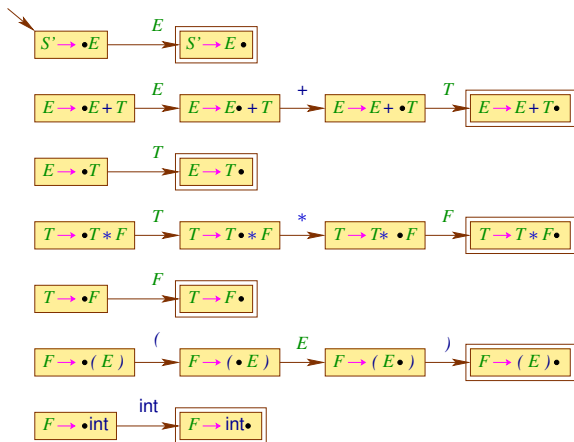 E
S’→ •E S’→ E •
E + T
E → •E + T E → E• + T E → E + •T E → E + T•
T
E → •T E → T •
T * F
T → •T * F T → T • * F T → T * •F T → T * F•
F
T → •F T → F •
( E )
F → •( E ) F → (• E ) F → ( E•) F → ( E )•
int
F → •int F → int•